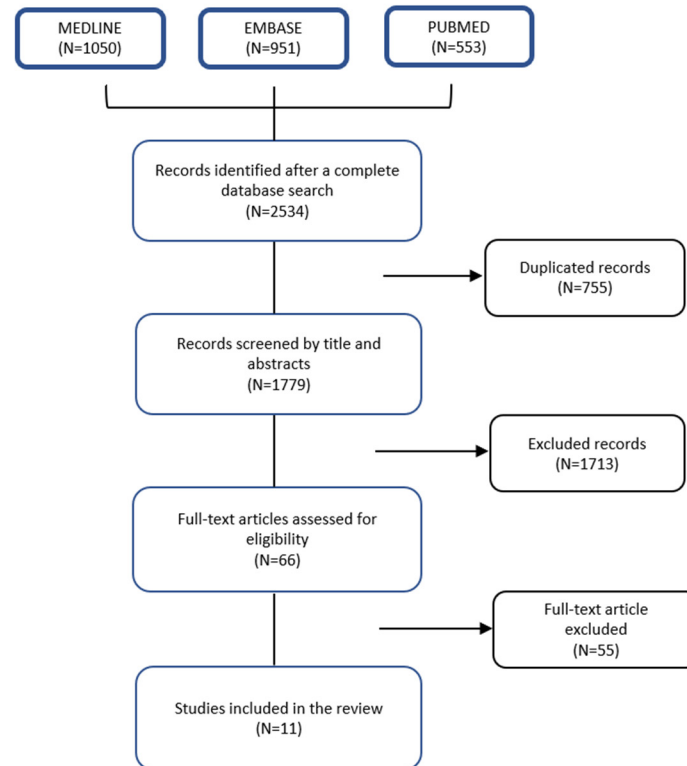 MEDLINE
(N=1050)
EMBASE
(N=951)
PUBMED
(N=553)
Records identified after a complete
database search
(N=2534)
Duplicated records
(N=755)
Records screened by title and
abstracts
(N=1779)
Excluded records
(N=1713)
Full-text articles assessed for
eligibility
(N=66)
Full-text article
excluded
(N=55)
Studies included in the review
(N=11)